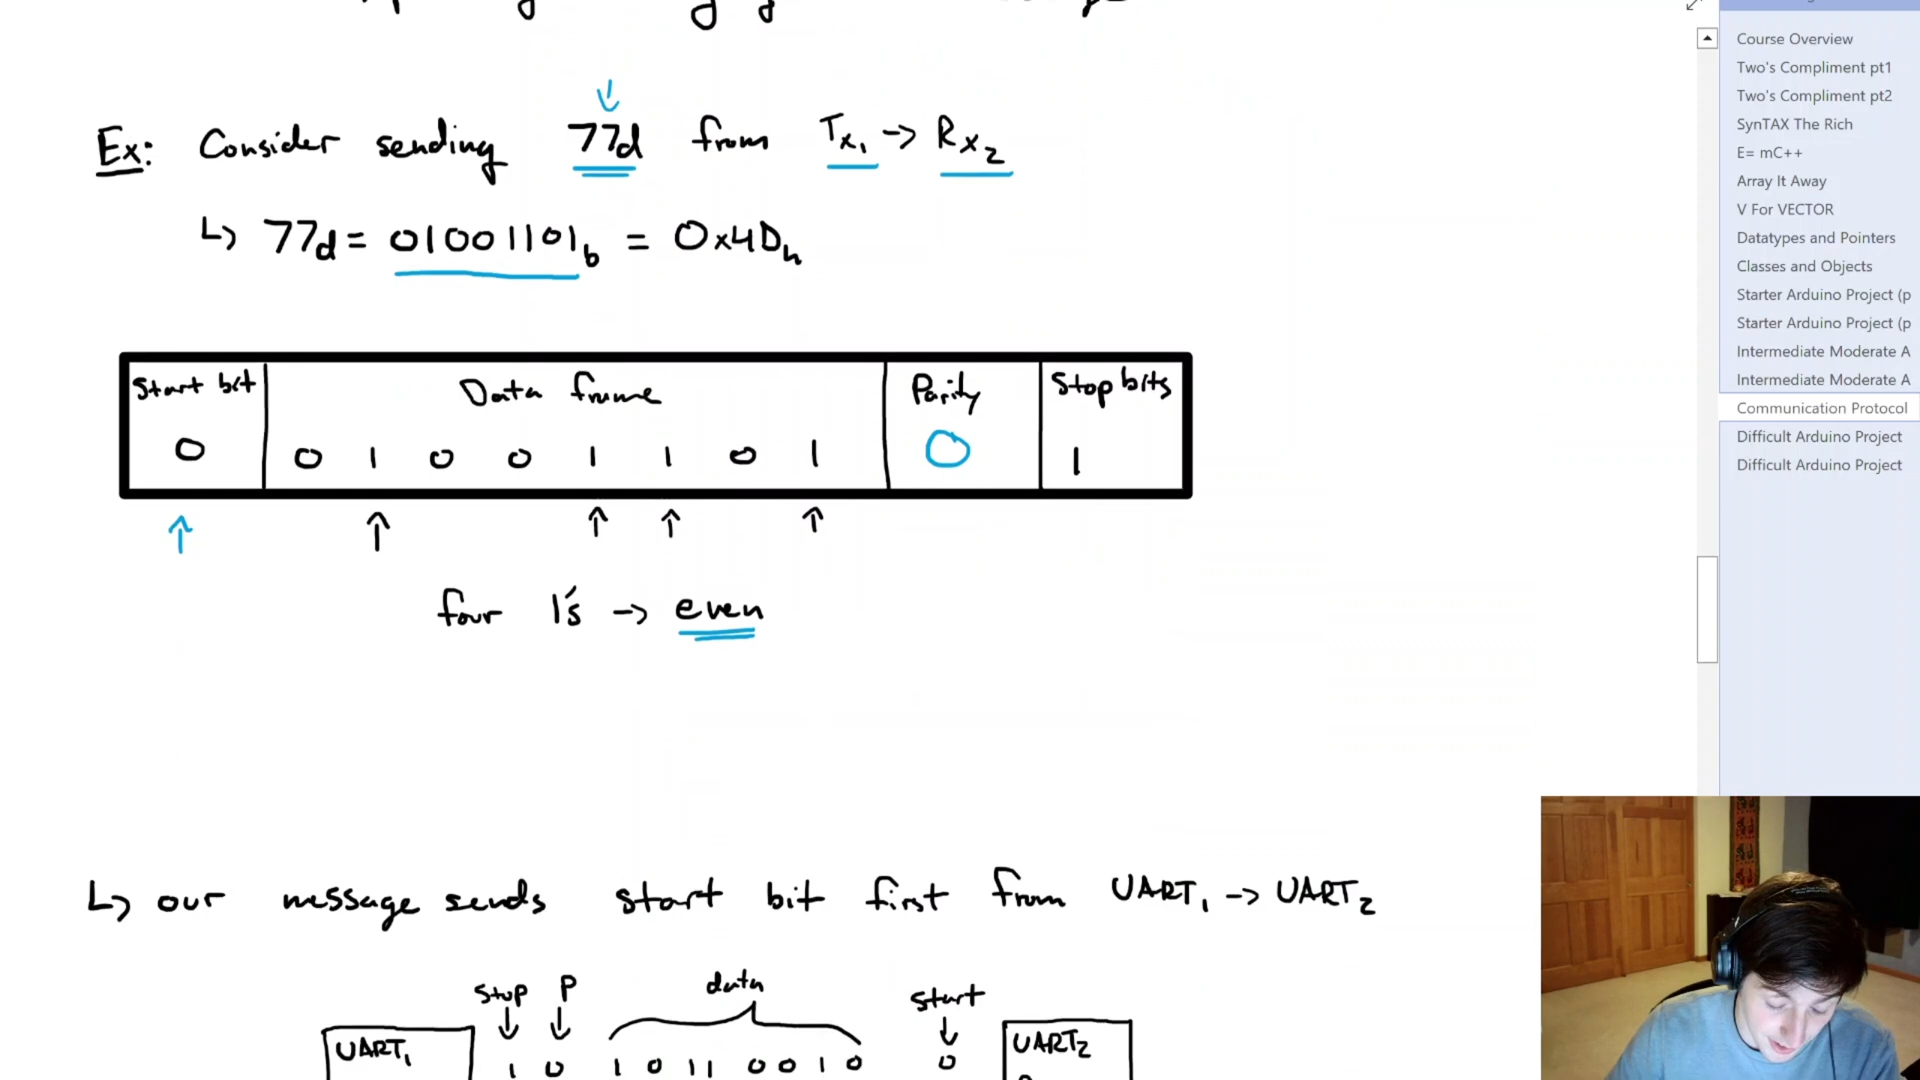 Ex: Consider sending 77d from Tx₁ -> Rx₂
↳ 77d = 01001101b = 0x4Dh
Start bit Data frame Parity Stop bits
0 0 1 0 0 1 1 0 1 0 1
four 1's -> even
↳ our message sends start bit first from UART₁ -> UART₂
Stop P data start
UART₁ 1 0 1 0 1 1 0 0 1 0 0 UART₂
Course Overview
Two's Compliment pt1
Two's Compliment pt2
SynTAX The Rich
E= mC++
Array It Away
V For VECTOR
Datatypes and Pointers
Classes and Objects
Starter Arduino Project (p
Starter Arduino Project (p
Intermediate Moderate A
Intermediate Moderate A
Communication Protocol
Difficult Arduino Project
Difficult Arduino Project